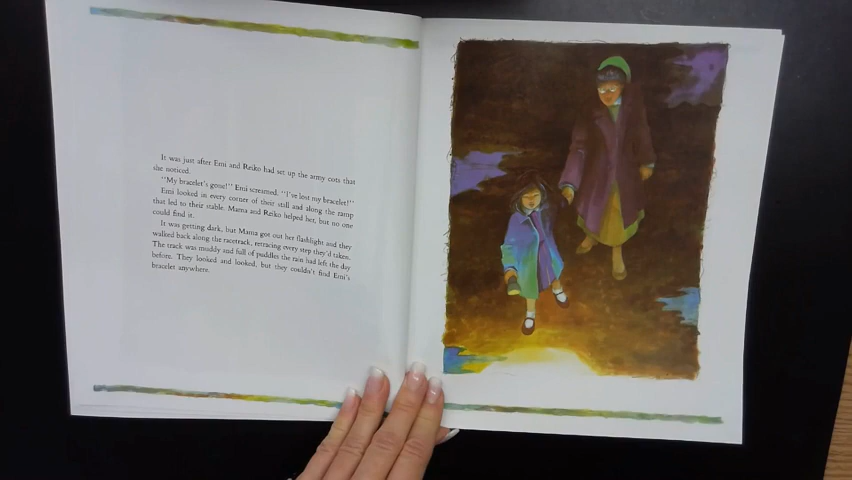 It was just after Emi and Reiko had set up the army cots that
she noticed.
"My bracelet's gone!" Emi screamed. "I've lost my bracelet!"
Emi looked in every corner of their stall and along the ramp
that led to their stable. Mama and Reiko helped her, but no one
could find it.
It was getting dark, but Mama got out her flashlight and they
walked back along the racetrack, retracing every step they'd taken.
The track was muddy and full of puddles the rain had left the day
before. They looked and looked, but they couldn't find Emi's
bracelet anywhere.